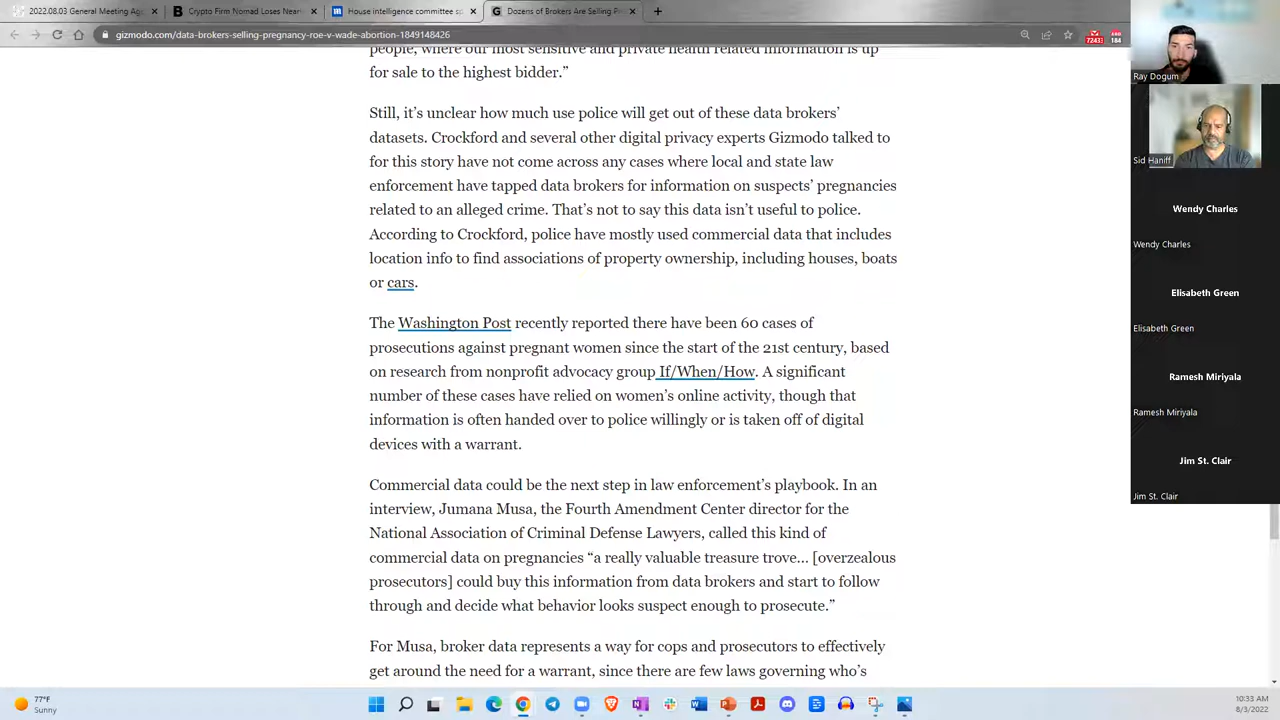 2022.08.03 General Meeting Ag
Crypto Firm Nomad Loses Near
House intelligence committee sp
Dozens of Brokers Are Selling P
gizmodo.com/data-brokers-selling-pregnancy-roe-v-wade-abortion-1849148426
people, where our most sensitive and private health related information is up
for sale to the highest bidder.”
Still, it’s unclear how much use police will get out of these data brokers’
datasets. Crockford and several other digital privacy experts Gizmodo talked to
for this story have not come across any cases where local and state law
enforcement have tapped data brokers for information on suspects’ pregnancies
related to an alleged crime. That’s not to say this data isn’t useful to police.
According to Crockford, police have mostly used commercial data that includes
location info to find associations of property ownership, including houses, boats
or cars.
The Washington Post recently reported there have been 60 cases of
prosecutions against pregnant women since the start of the 21st century, based
on research from nonprofit advocacy group If/When/How. A significant
number of these cases have relied on women’s online activity, though that
information is often handed over to police willingly or is taken off of digital
devices with a warrant.
Commercial data could be the next step in law enforcement’s playbook. In an
interview, Jumana Musa, the Fourth Amendment Center director for the
National Association of Criminal Defense Lawyers, called this kind of
commercial data on pregnancies “a really valuable treasure trove... [overzealous
prosecutors] could buy this information from data brokers and start to follow
through and decide what behavior looks suspect enough to prosecute.”
For Musa, broker data represents a way for cops and prosecutors to effectively
get around the need for a warrant, since there are few laws governing who’s
Ray Dogum
Sid Haniff
Wendy Charles
Wendy Charles
Elisabeth Green
Elisabeth Green
Ramesh Miriyala
Ramesh Miriyala
Jim St. Clair
Jim St. Clair
77°F
Sunny
10:33 AM
8/3/2022